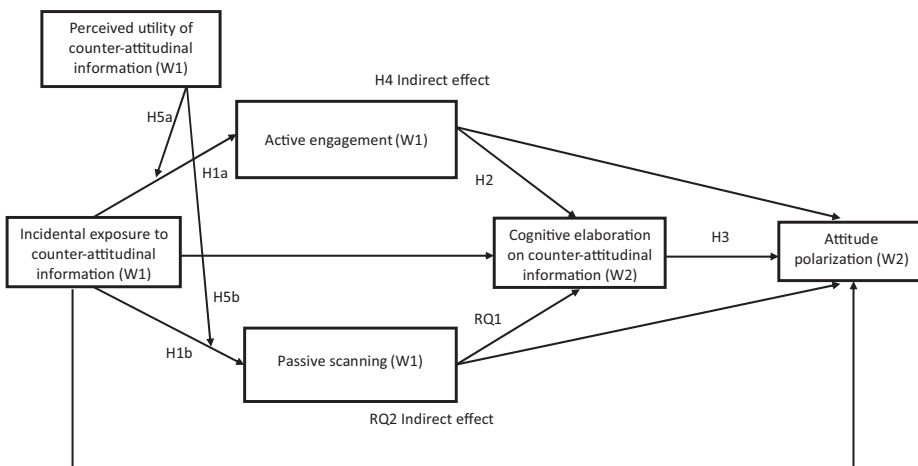 Perceived utility of
counter-attitudinal
information (W1)
H4 Indirect effect
H5a
Active engagement (W1)
H1a
H2
Incidental exposure to
counter-attitudinal
information (W1)
Cognitive elaboration
on counter-attitudinal
information (W2)
H3
Attitude
polarization (W2)
H5b
RQ1
H1b
Passive scanning (W1)
RQ2 Indirect effect